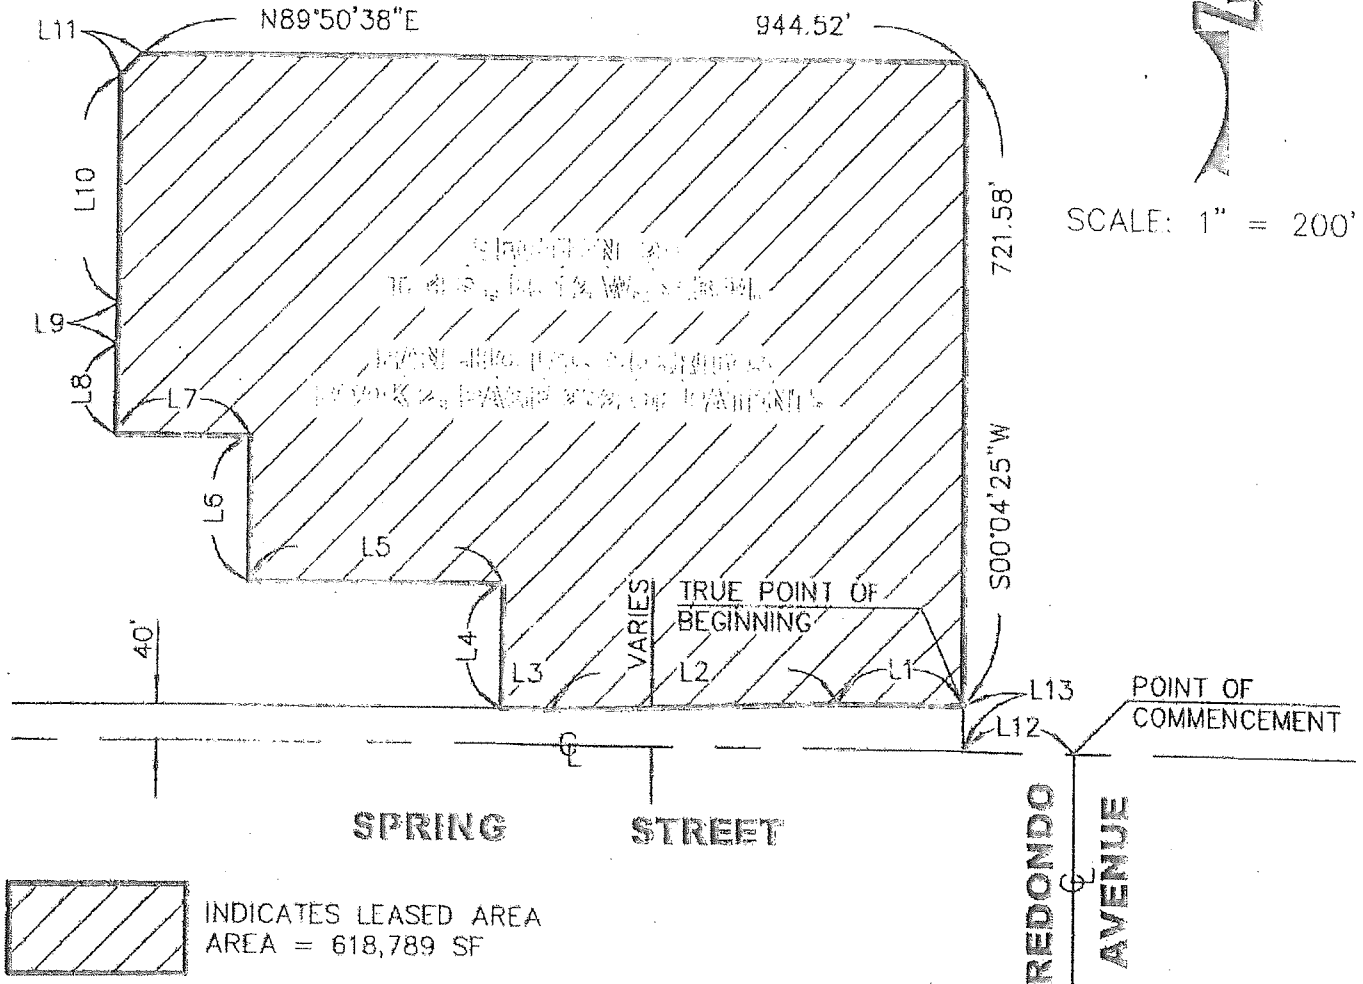 L11
N89°50'38"E
944.52'
L10
721.58'
SCALE: 1" = 200'
L9
L8
L7
L6
S00°04'25"W
L5
40'
L4
VARIES
TRUE POINT OF
BEGINNING
L3
L2
L1
L13
L12
POINT OF
COMMENCEMENT
SPRING STREET
REDONDO
AVENUE
INDICATES LEASED AREA
AREA = 618,789 SF